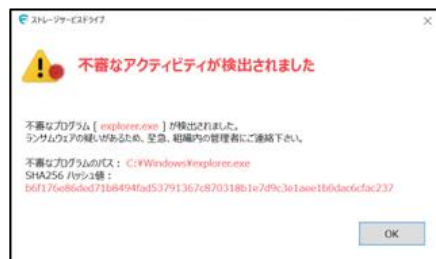 ストレージサービスドライブ
不審なアクティビティが検出されました
不審なプログラム [ explorer.exe ] が検出されました。
ランサムウェアの疑いがあるため、至急、組織内の管理者にご連絡下さい。
不審なプログラムのパス： C:¥Windows¥explorer.exe
SHA256 ハッシュ値：
b6f176e86ded71b8494fad53791367c870318b1e7d9c3e1aee1b6dac6cfac237
OK